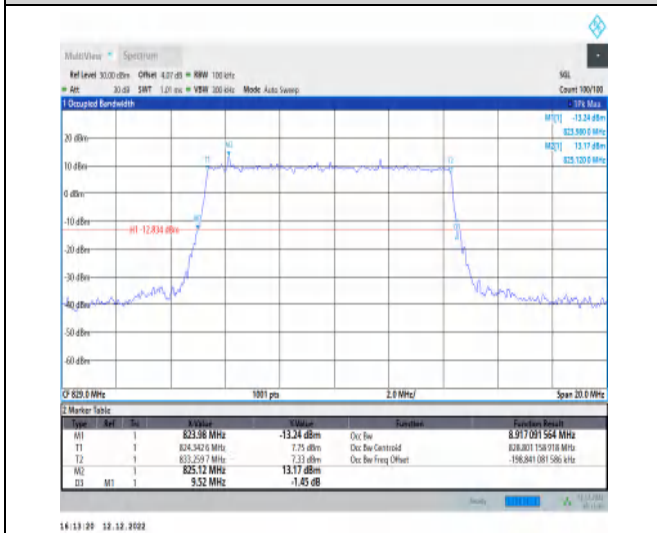 MultiView Spectrum
Ref Level 30.00 dBm Offset 4.07 dB RBW 100 kHz SGL
Att 30 dB SWT 1.01 ms VBW 300 kHz Mode Auto Sweep Count 100/100
1 Occupied Bandwidth 1Pk Max
M1[1] -13.24 dBm
823.9800 MHz
M2[1] 13.17 dBm
825.1200 MHz
20 dBm
10 dBm
0 dBm
-10 dBm
H1 -12.834 dBm
-20 dBm
-30 dBm
-40 dBm
-50 dBm
-60 dBm
T1 M2 T2
M1
CF 829.0 MHz 1001 pts 2.0 MHz/ Span 20.0 MHz
2 Marker Table
Type Ref Trc X-Value Y-Value Function Function Result
M1 1 823.98 MHz -13.24 dBm Occ Bw 8.917 091 564 MHz
T1 1 824.3426 MHz 7.75 dBm Occ Bw Centroid 828.801 158 918 MHz
T2 1 833.2597 MHz 7.33 dBm Occ Bw Freq Offset -198.841 081 586 kHz
M2 1 825.12 MHz 13.17 dBm
D3 M1 1 9.52 MHz -1.45 dB
Ready
16:13:20 12.12.2022